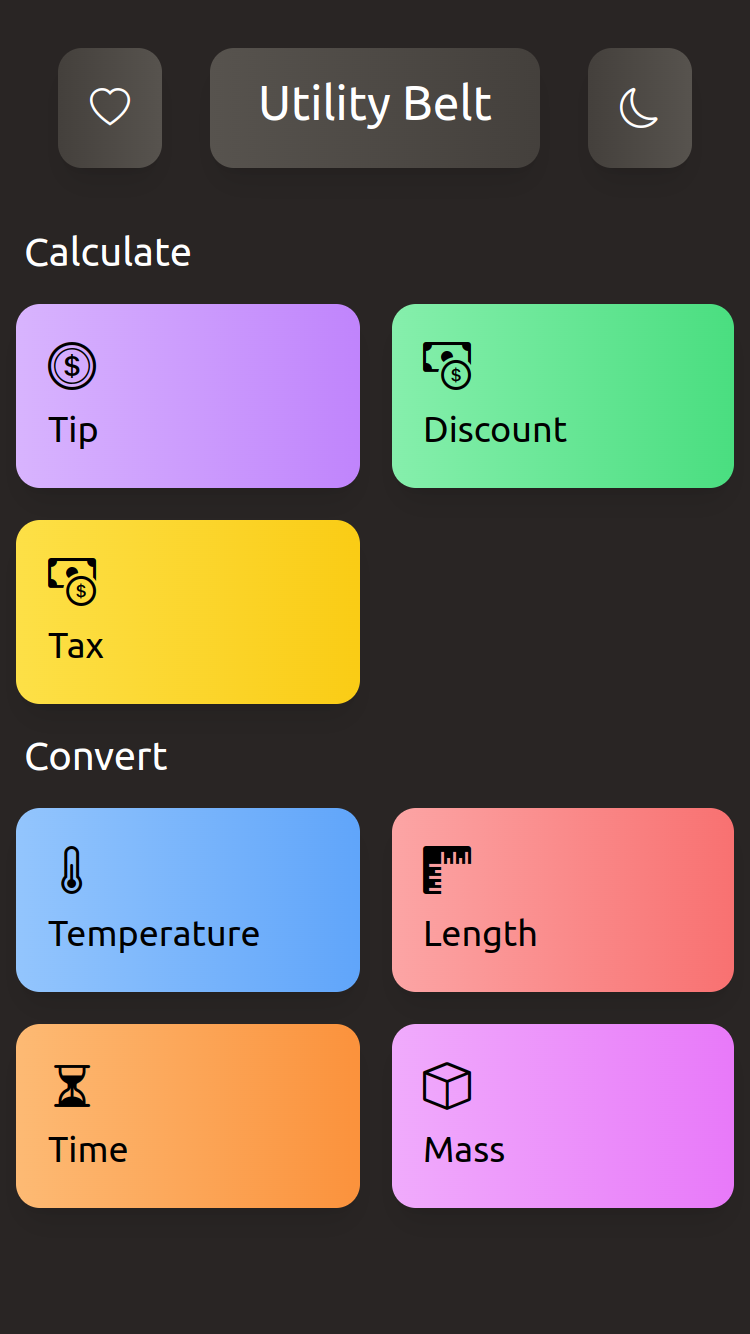 Utility Belt
Calculate
Tip
Discount
Tax
Convert
Temperature
Length
Time
Mass